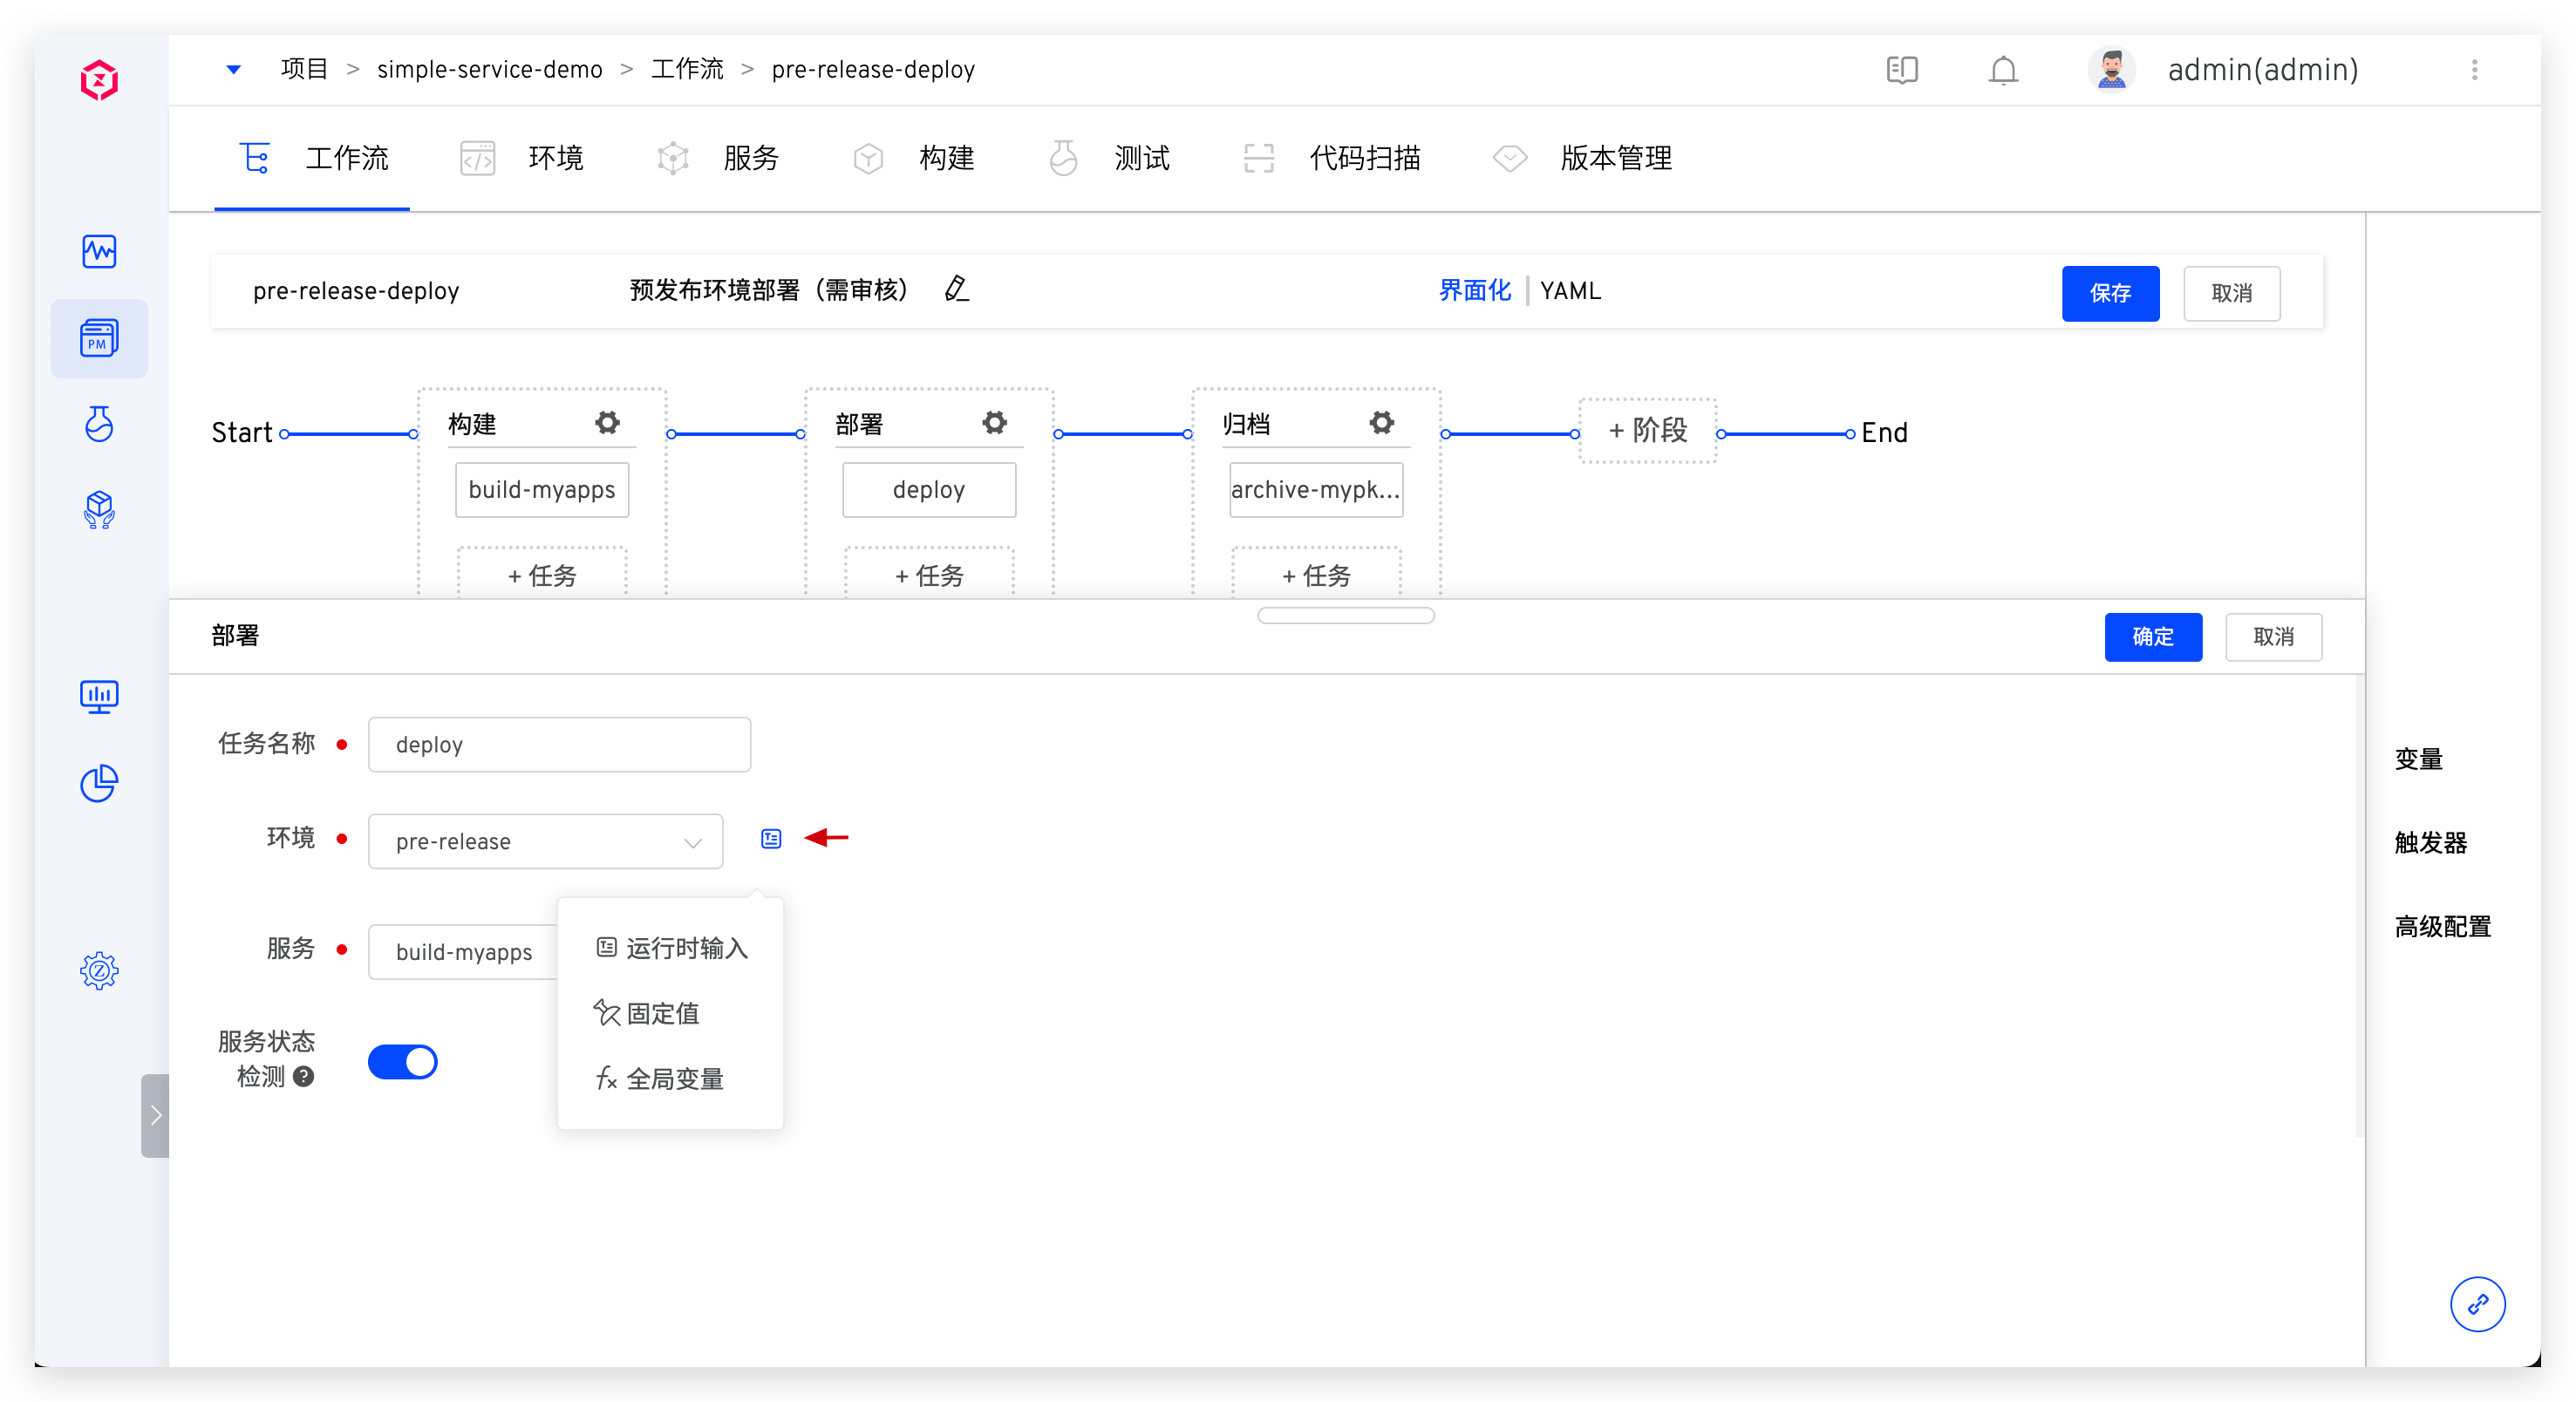 项目 > simple-service-demo > 工作流 > pre-release-deploy
admin(admin)
工作流 环境 服务 构建 测试 代码扫描 版本管理
PM
pre-release-deploy 预发布环境部署（需审核） 界面化 | YAML 保存 取消
Start 构建 部署 归档 + 阶段 End
build-myapps deploy archive-mypk...
+ 任务 + 任务 + 任务
部署 确定 取消
任务名称 deploy
环境 pre-release
服务 build-myapps
服务状态
检测 ?
运行时输入
固定值
fx 全局变量
变量
触发器
高级配置